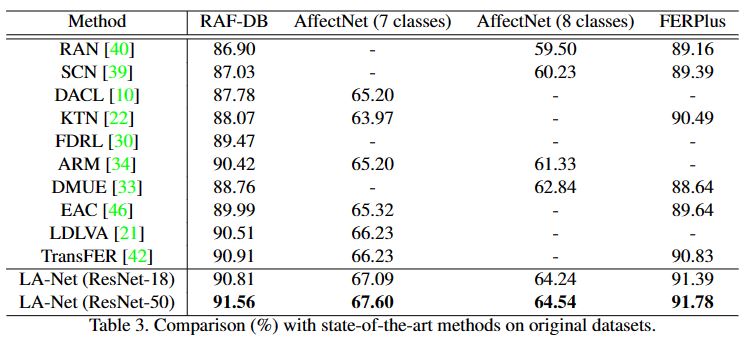 Method RAF-DB AffectNet (7 classes) AffectNet (8 classes) FERPlus
RAN [40] 86.90 - 59.50 89.16
SCN [39] 87.03 - 60.23 89.39
DACL [10] 87.78 65.20 - -
KTN [22] 88.07 63.97 - 90.49
FDRL [30] 89.47 - - -
ARM [34] 90.42 65.20 61.33 -
DMUE [33] 88.76 - 62.84 88.64
EAC [46] 89.99 65.32 - 89.64
LDLVA [21] 90.51 66.23 - -
TransFER [42] 90.91 66.23 - 90.83
LA-Net (ResNet-18) 90.81 67.09 64.24 91.39
LA-Net (ResNet-50) 91.56 67.60 64.54 91.78
Table 3. Comparison (%) with state-of-the-art methods on original datasets.